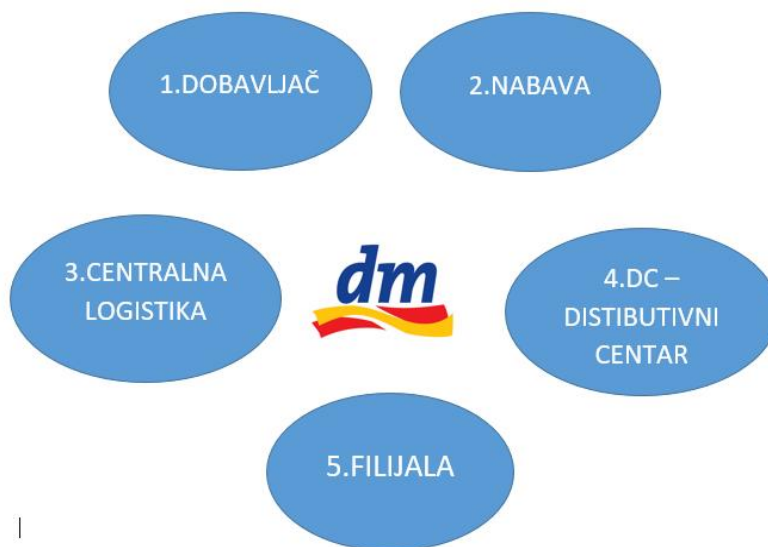 1.DOBAVLJAČ
2.NABAVA
3.CENTRALNA
LOGISTIKA
dm
4.DC –
DISTIBUTIVNI
CENTAR
5.FILIJALA